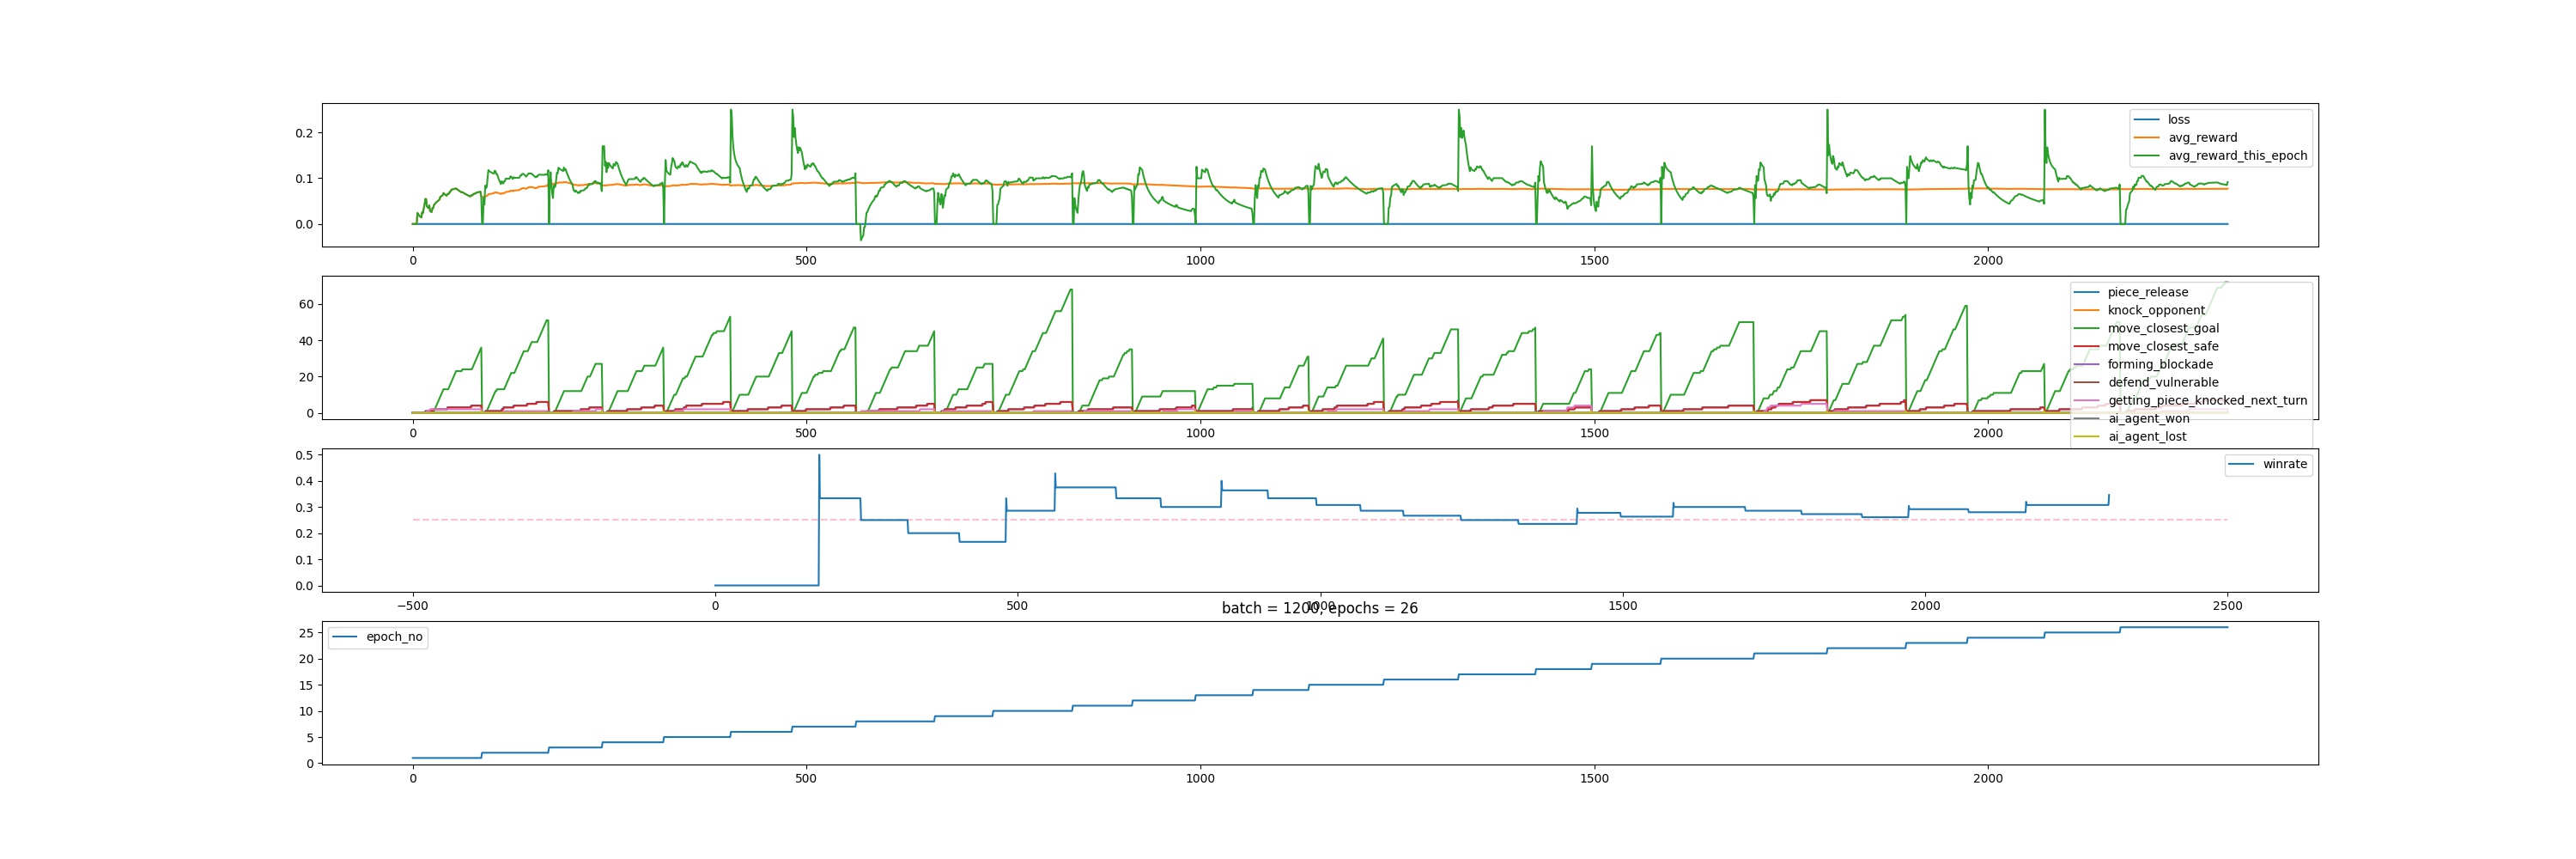 0.2
0.1
0.0
loss
avg_reward
avg_reward_this_epoch
0 500 1000 1500 2000
60
40
20
0
piece_release
knock_opponent
move_closest_goal
move_closest_safe
forming_blockade
defend_vulnerable
getting_piece_knocked_next_turn
ai_agent_won
ai_agent_lost
0 500 1000 1500 2000
0.5
0.4
0.3
0.2
0.1
0.0
winrate
−500 0 500 1000 1500 2000 2500
batch = 1200, epochs = 26
25
20
15
10
5
0
epoch_no
0 500 1000 1500 2000